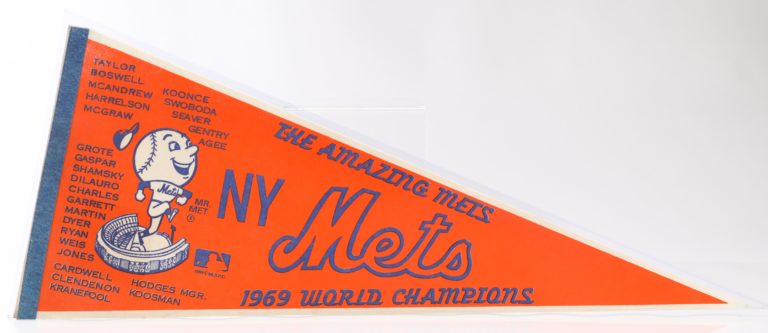 TAYLOR
BOSWELL
MCANDREW
HARRELSON
MCGRAW
KOONCE
SWOBODA
SEAVER
GENTRY
AGEE
GROTE
GASPAR
SHAMSKY
DILAURO
CHARLES
GARRETT
MARTIN
DYER
RYAN
WEIS
JONES
CARDWELL
CLENDENON
KRANEPOOL
HODGES MGR.
KOOSMAN
Mets
MR.
MET
THE AMAZING METS
NY Mets
1969 WORLD CHAMPIONS